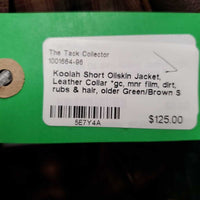 The Tack Collector
1001664-96
Koolah Short Oilskin Jacket,
Leather Collar *gc, mnr film, dirt,
rubs & hair, older Green/Brown S
5E7Y4A
$125.00